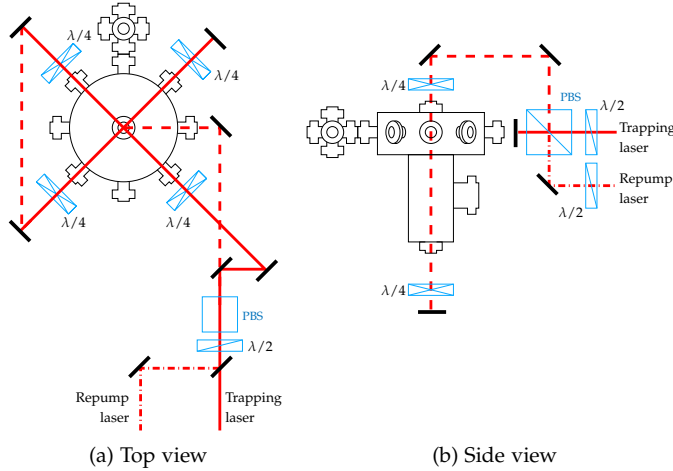 λ/4
λ/4
λ/4
λ/4
PBS
λ/2
Repump
laser
Trapping
laser
(a) Top view
λ/4
PBS
λ/2
Trapping
laser
Repump
laser
λ/2
λ/4
(b) Side view